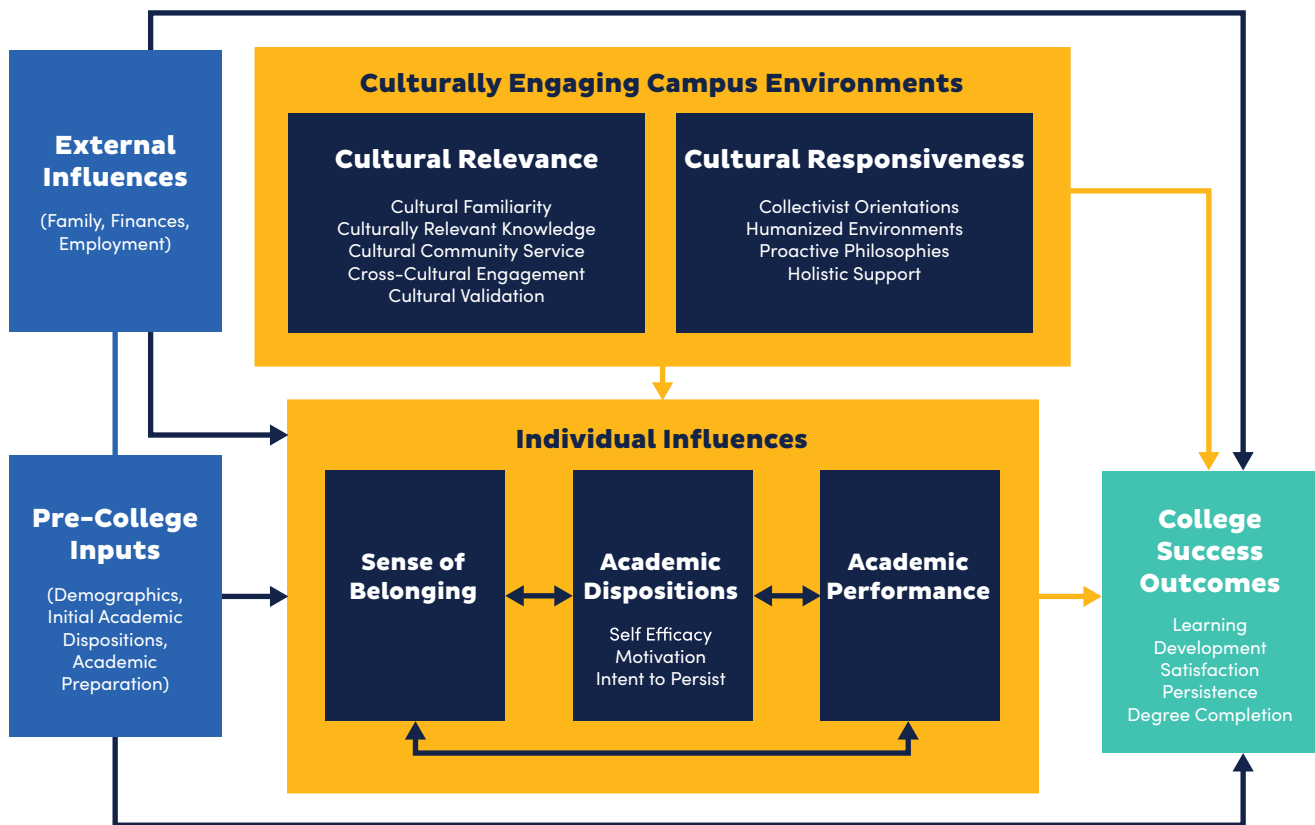 Culturally Engaging Campus Environments
External
Influences
(Family, Finances,
Employment)
Cultural Relevance
Cultural Familiarity
Culturally Relevant Knowledge
Cultural Community Service
Cross-Cultural Engagement
Cultural Validation
Cultural Responsiveness
Collectivist Orientations
Humanized Environments
Proactive Philosophies
Holistic Support
Individual Influences
Pre-College
Inputs
(Demographics,
Initial Academic
Dispositions,
Academic
Preparation)
Sense of
Belonging
Academic
Dispositions
Self Efficacy
Motivation
Intent to Persist
Academic
Performance
College
Success
Outcomes
Learning
Development
Satisfaction
Persistence
Degree Completion